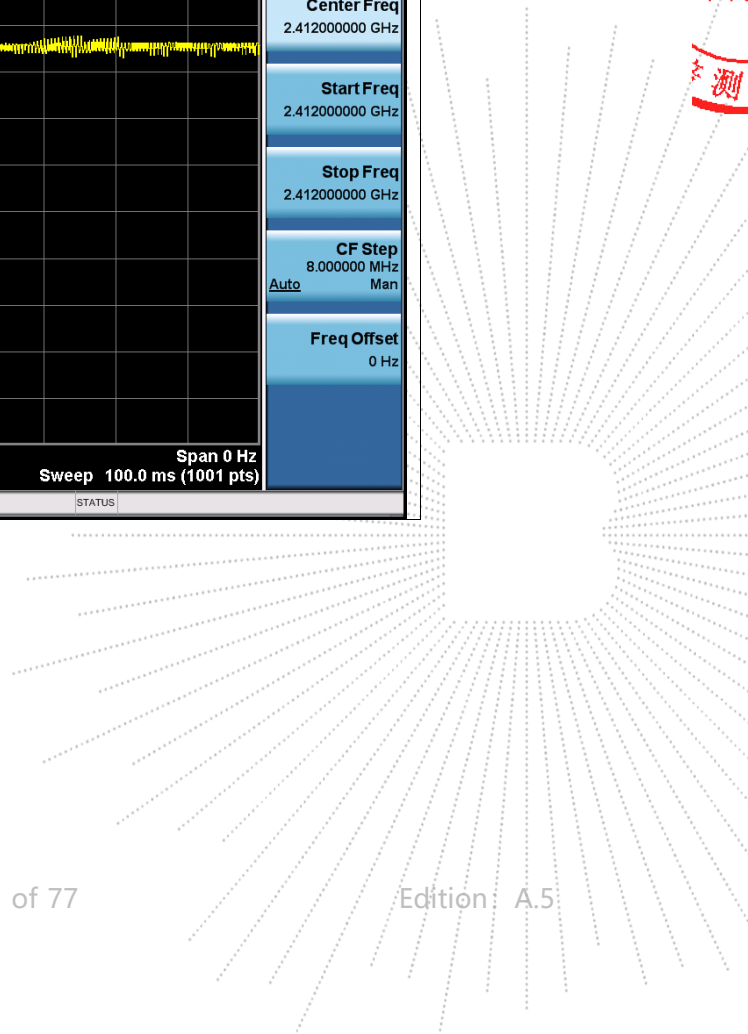 Center Freq
2.412000000 GHz
Start Freq
2.412000000 GHz
Stop Freq
2.412000000 GHz
CF Step
8.000000 MHz
Auto Man
Freq Offset
0 Hz
Span 0 Hz
Sweep 100.0 ms (1001 pts)
STATUS
测
of 77 Edition: A.5